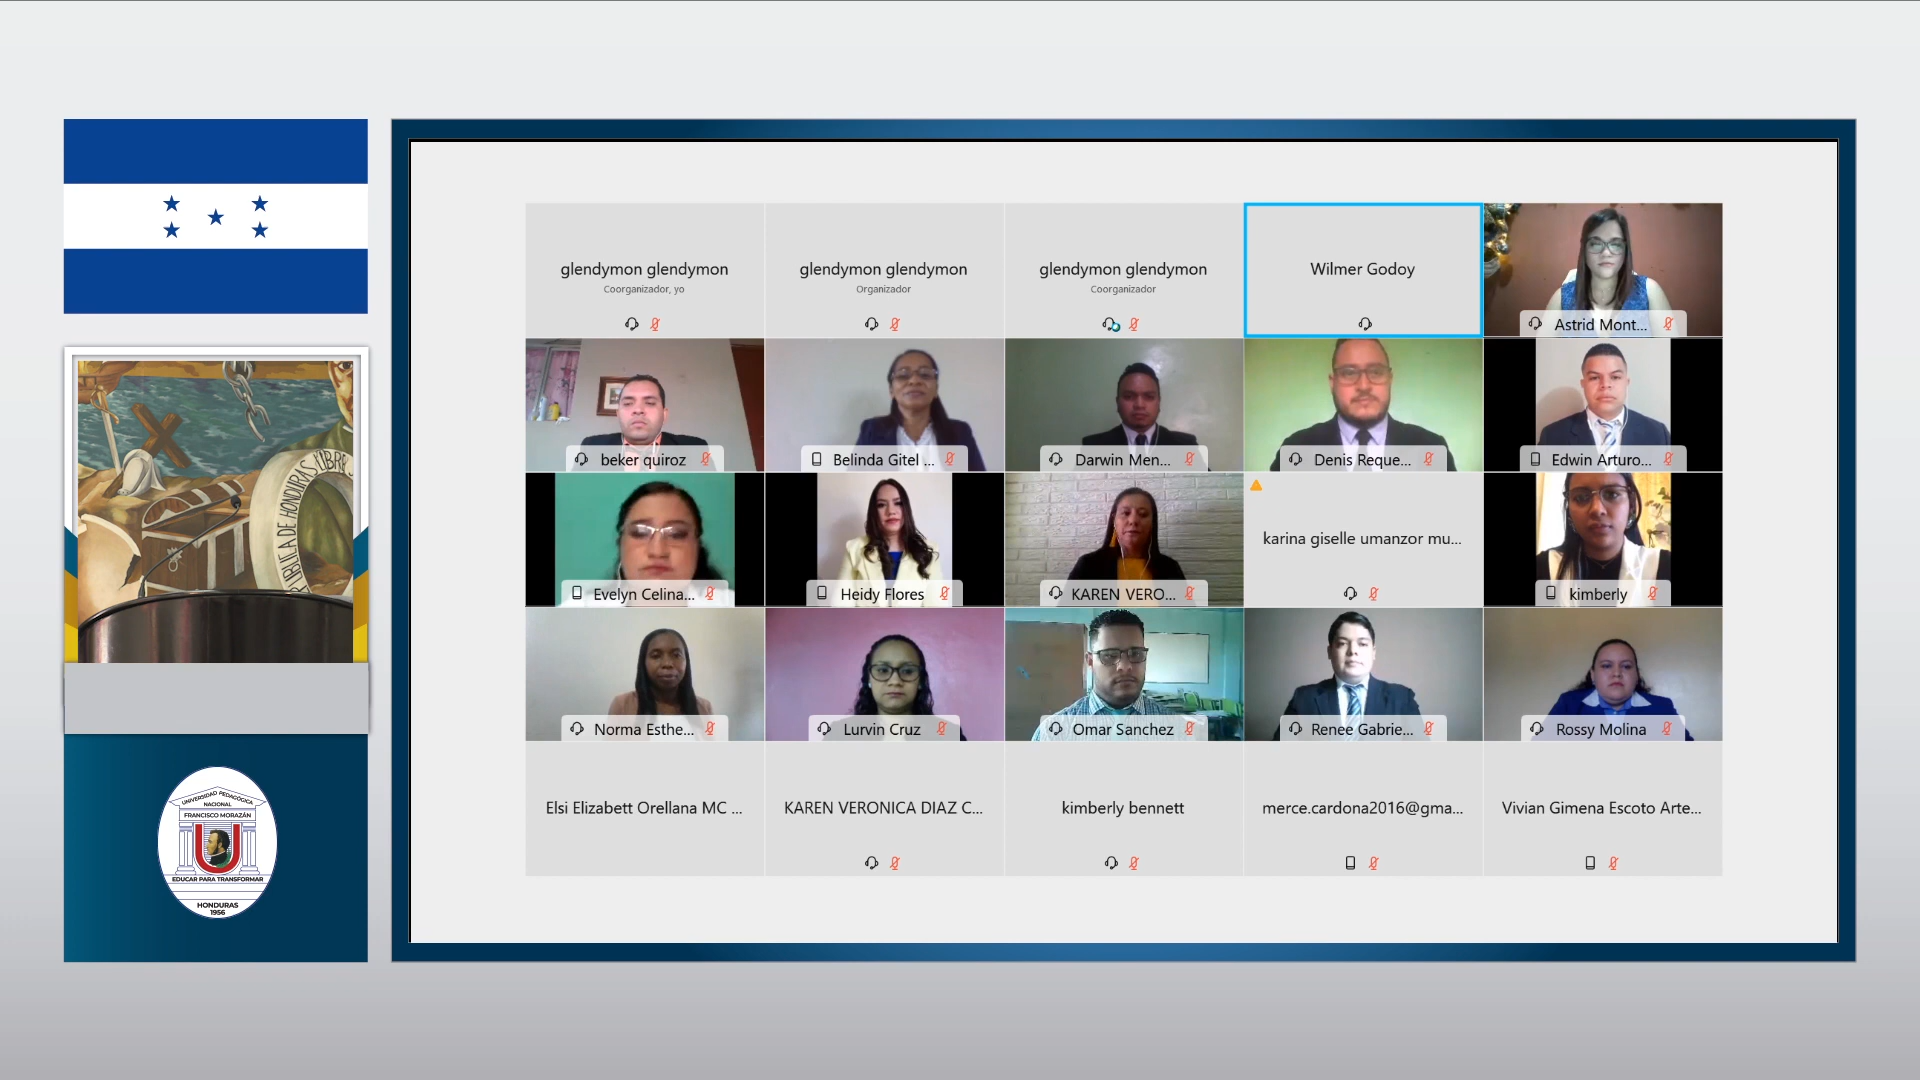 glendymon glendymon
Coorganizador, yo
glendymon glendymon
Organizador
glendymon glendymon
Coorganizador
Wilmer Godoy
Astrid Mont...
beker quiroz
Belinda Gitel ...
Darwin Men...
Denis Reque...
Edwin Arturo...
Evelyn Celina...
Heidy Flores
KAREN VERO...
karina giselle umanzor mu...
kimberly
Norma Esthe...
Lurvin Cruz
Omar Sanchez
Renee Gabrie...
Rossy Molina
Elsi Elizabett Orellana MC ...
KAREN VERONICA DIAZ C...
kimberly bennett
merce.cardona2016@gma...
Vivian Gimena Escoto Arte...
UBLICA DE HONDURAS LIBRE
UNIVERSIDAD PEDAGÓGICA
NACIONAL
FRANCISCO MORAZÁN
EDUCAR PARA TRANSFORMAR
HONDURAS
1956